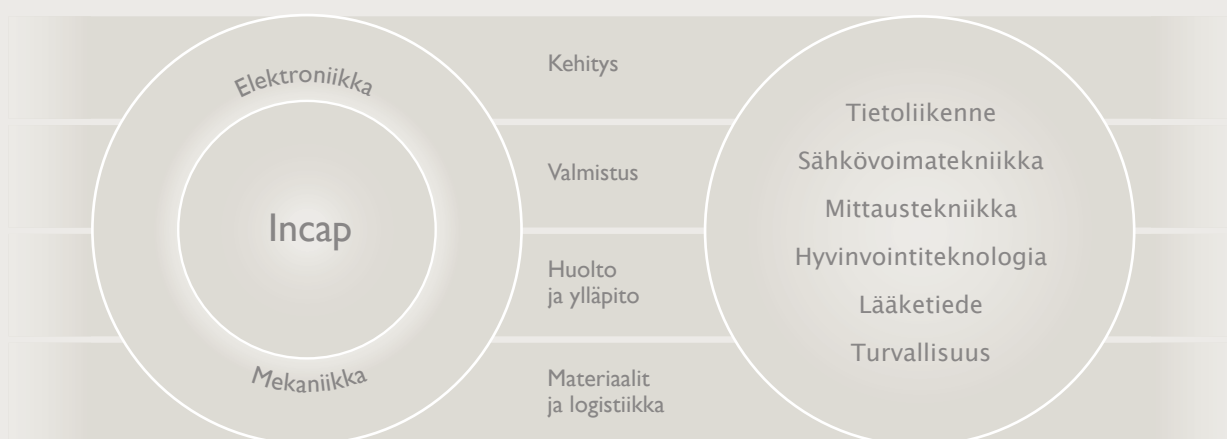 Elektroniikka
Incap
Mekaniikka
Kehitys
Valmistus
Huolto
ja ylläpito
Materiaalit
ja logistiikka
Tietoliikenne
Sähkövoimatekniikka
Mittaustekniikka
Hyvinvointiteknologia
Lääketiede
Turvallisuus